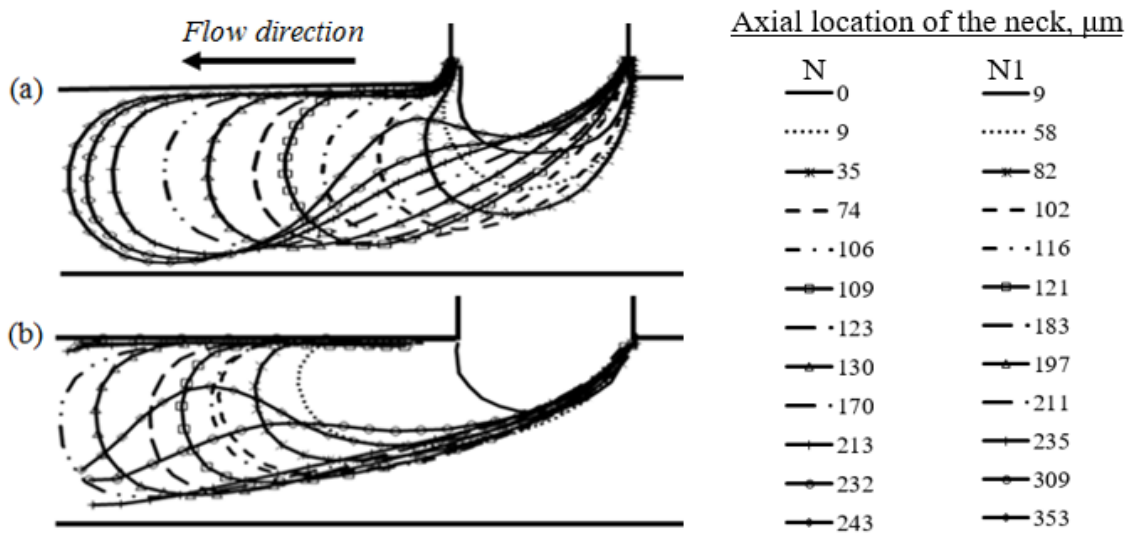 Flow direction
(a)
(b)
Axial location of the neck, μm
N N1
0 9
9 58
35 82
74 102
106 116
109 121
123 183
130 197
170 211
213 235
232 309
243 353